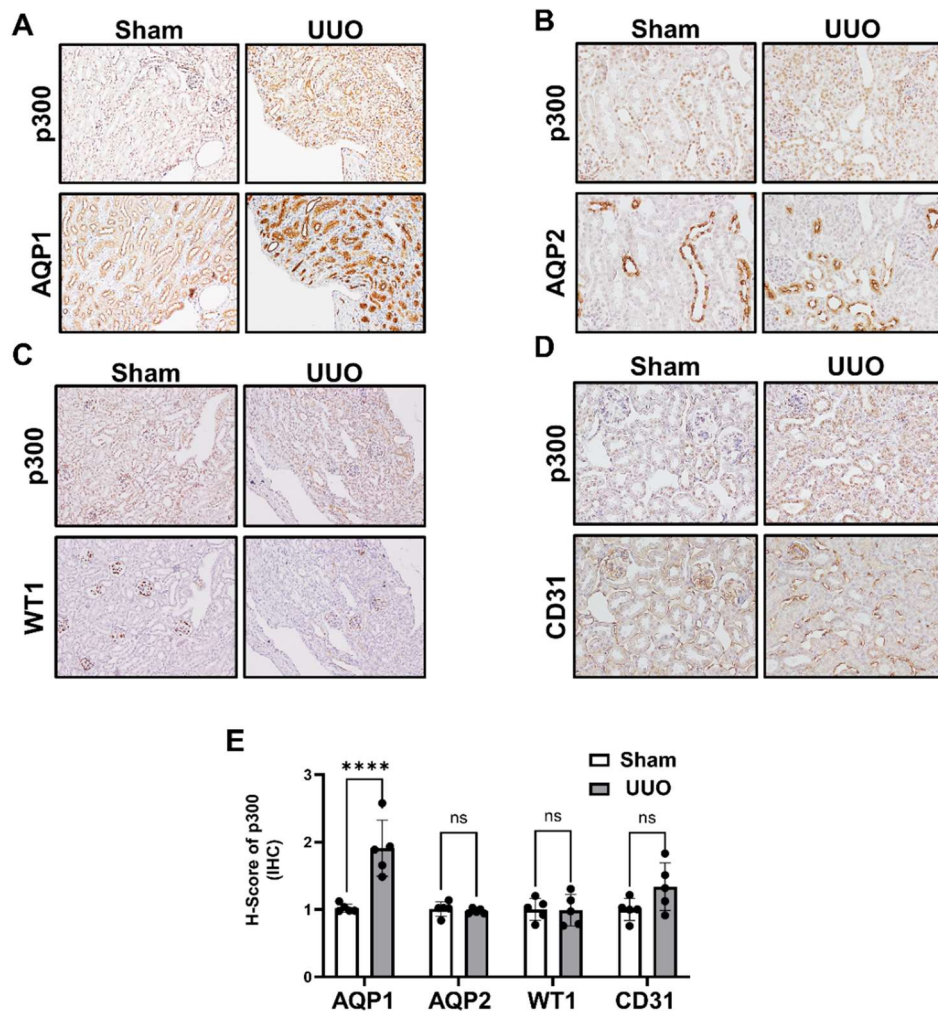 A
Sham UUO
p300
AQP1
B
Sham UUO
p300
AQP2
C
Sham UUO
p300
WT1
D
Sham UUO
p300
CD31
E
Sham
UUO
H-Score of p300
(IHC)
3
2
1
0
****
ns
ns
ns
AQP1 AQP2 WT1 CD31